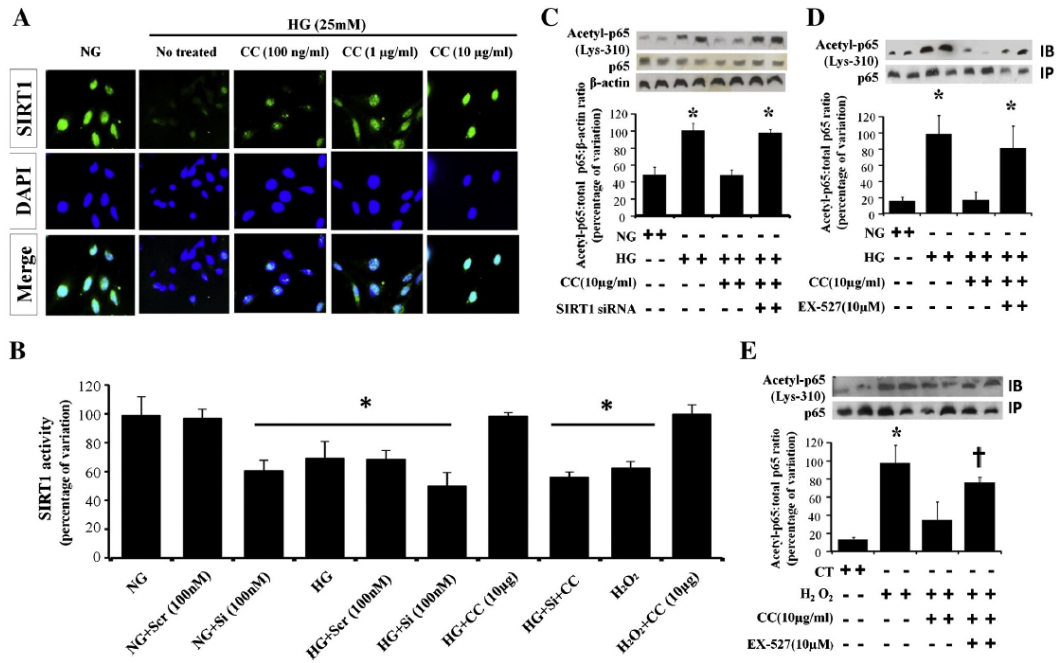 A
HG (25mM)
NG
No treated
CC (100 ng/ml)
CC (1 μg/ml)
CC (10 μg/ml)
SIRT1
DAPI
Merge
B
SIRT1 activity
(percentage of variation)
120
100
80
60
40
20
0
*
*
NG
NG+Scr (100nM)
NG+Si (100nM)
HG
HG+Scr (100nM)
HG+Si (100nM)
HG+CC (10μg)
HG+Si+CC
H₂O₂
H₂O₂+CC (10μg)
C
Acetyl-p65
(Lys-310)
p65
β-actin
Acetyl-p65:total p65:β-actin ratio
(percentage of variation)
120
100
80
60
40
20
0
*
*
NG ++ -- -- --
HG -- ++ ++ ++
CC(10μg/ml) -- -- ++ ++
SIRT1 siRNA -- -- -- ++
D
Acetyl-p65
(Lys-310)
IB
p65
IP
Acetyl-p65:total p65 ratio
(percentage of variation)
120
100
80
60
40
20
0
*
*
NG ++ -- -- --
HG -- ++ ++ ++
CC(10μg/ml) -- -- ++ ++
EX-527(10μM) -- -- -- ++
E
Acetyl-p65
(Lys-310)
IB
p65
IP
Acetyl-p65:total p65 ratio
(percentage of variation)
120
100
80
60
40
20
0
*
†
CT ++ -- -- --
H₂O₂ -- ++ ++ ++
CC(10μg/ml) -- -- ++ ++
EX-527(10μM) -- -- -- ++